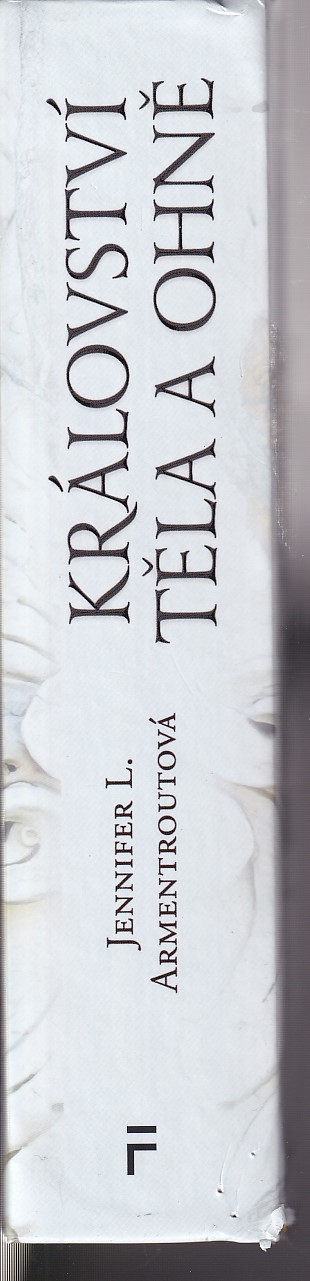 JENNIFER L.
ARMENTROUTOVÁ
KRÁLOVSTVÍ
TĚLA A OHNĚ